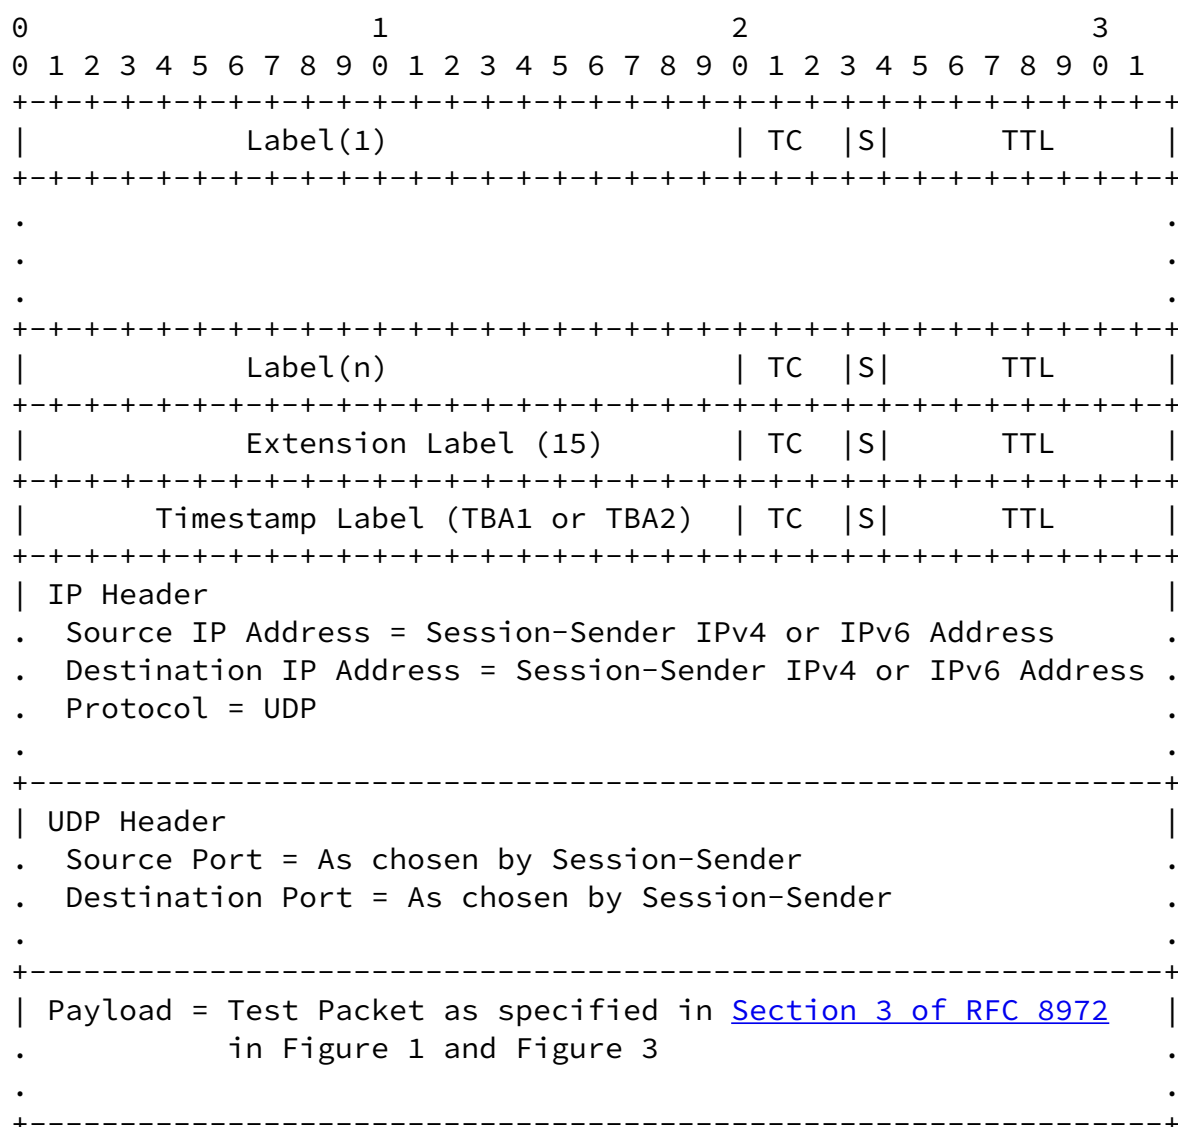 0                   1                   2                   3
0 1 2 3 4 5 6 7 8 9 0 1 2 3 4 5 6 7 8 9 0 1 2 3 4 5 6 7 8 9 0 1
+-+-+-+-+-+-+-+-+-+-+-+-+-+-+-+-+-+-+-+-+-+-+-+-+-+-+-+-+-+-+-+-+
|            Label(1)                   | TC  |S|      TTL      |
+-+-+-+-+-+-+-+-+-+-+-+-+-+-+-+-+-+-+-+-+-+-+-+-+-+-+-+-+-+-+-+-+
.                                                               .
.                                                               .
.                                                               .
+-+-+-+-+-+-+-+-+-+-+-+-+-+-+-+-+-+-+-+-+-+-+-+-+-+-+-+-+-+-+-+-+
|            Label(n)                   | TC  |S|      TTL      |
+-+-+-+-+-+-+-+-+-+-+-+-+-+-+-+-+-+-+-+-+-+-+-+-+-+-+-+-+-+-+-+-+
|            Extension Label (15)       | TC  |S|      TTL      |
+-+-+-+-+-+-+-+-+-+-+-+-+-+-+-+-+-+-+-+-+-+-+-+-+-+-+-+-+-+-+-+-+
|       Timestamp Label (TBA1 or TBA2)  | TC  |S|      TTL      |
+-+-+-+-+-+-+-+-+-+-+-+-+-+-+-+-+-+-+-+-+-+-+-+-+-+-+-+-+-+-+-+-+
| IP Header                                                     |
.  Source IP Address = Session-Sender IPv4 or IPv6 Address      .
.  Destination IP Address = Session-Sender IPv4 or IPv6 Address .
.  Protocol = UDP                                               .
.                                                               .
+---------------------------------------------------------------+
| UDP Header                                                    |
.  Source Port = As chosen by Session-Sender                    .
.  Destination Port = As chosen by Session-Sender               .
.                                                               .
+---------------------------------------------------------------+
| Payload = Test Packet as specified in Section 3 of RFC 8972   |
.           in Figure 1 and Figure 3                            .
.                                                               .
+---------------------------------------------------------------+